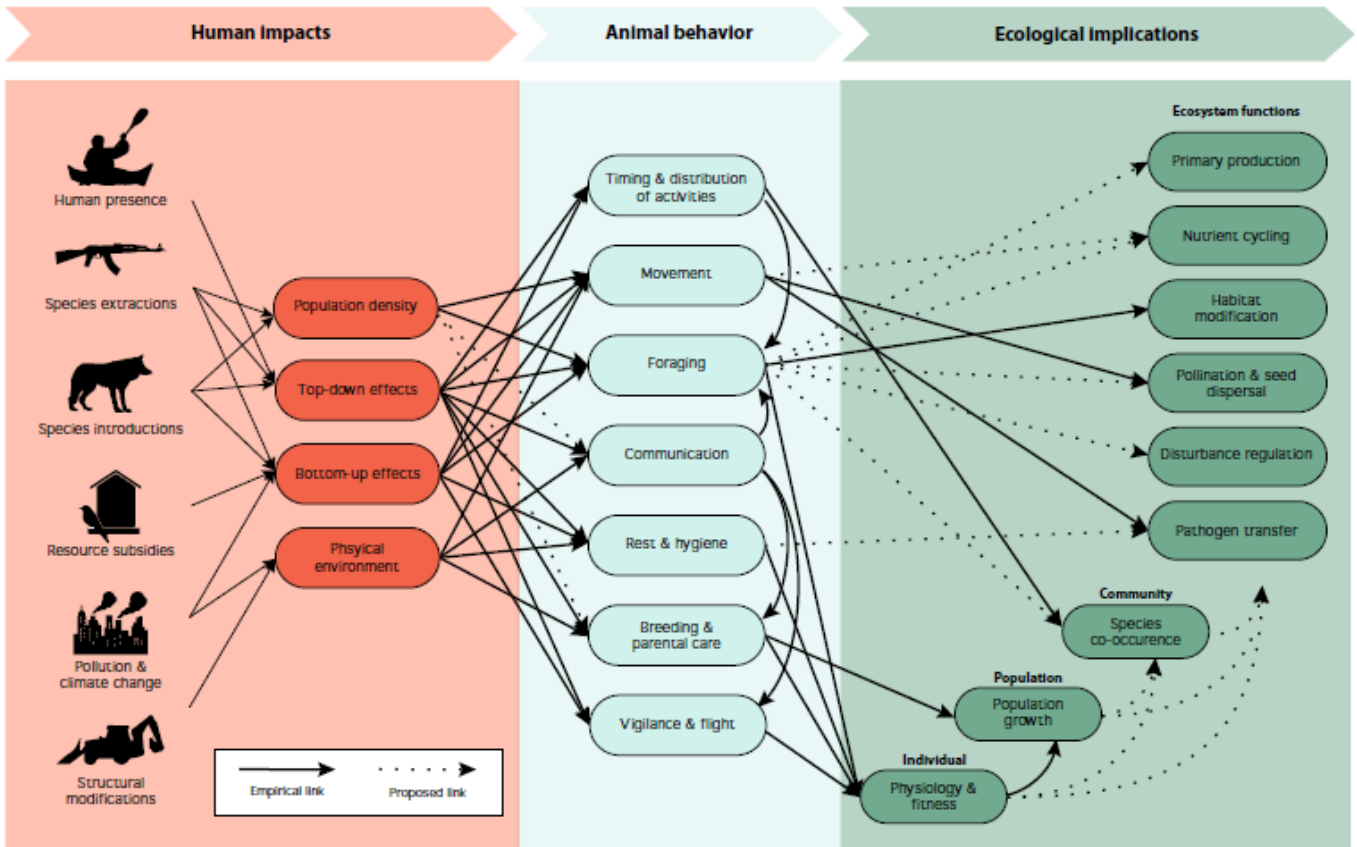 Human impacts
Animal behavior
Ecological implications
Human presence
Species extractions
Species introductions
Resource subsidies
Pollution &
climate change
Structural
modifications
Population density
Top-down effects
Bottom-up effects
Phsyical
environment
Empirical link
Proposed link
Timing & distribution
of activities
Movement
Foraging
Communication
Rest & hygiene
Breeding &
parental care
Vigilance & flight
Ecosystem functions
Primary production
Nutrient cycling
Habitat
modification
Pollination & seed
dispersal
Disturbance regulation
Pathogen transfer
Community
Species
co-occurence
Population
Population
growth
Individual
Physiology &
fitness